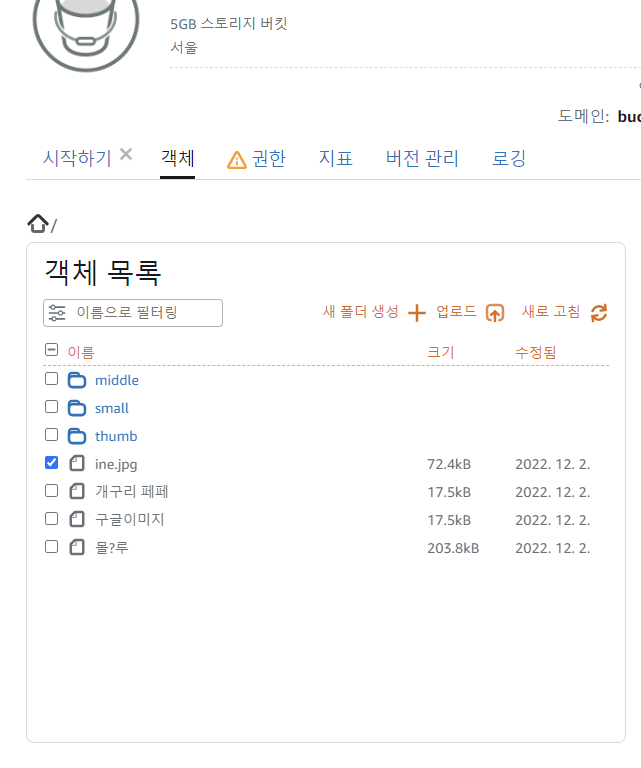 5GB 스토리지 버킷
서울
도메인: buc
시작하기 × 객체 권한 지표 버전 관리 로깅
/
객체 목록
이름으로 필터링 새 폴더 생성 업로드 새로 고침
이름 크기 수정됨
middle
small
thumb
ine.jpg 72.4kB 2022. 12. 2.
개구리 페페 17.5kB 2022. 12. 2.
구글이미지 17.5kB 2022. 12. 2.
몰?루 203.8kB 2022. 12. 2.